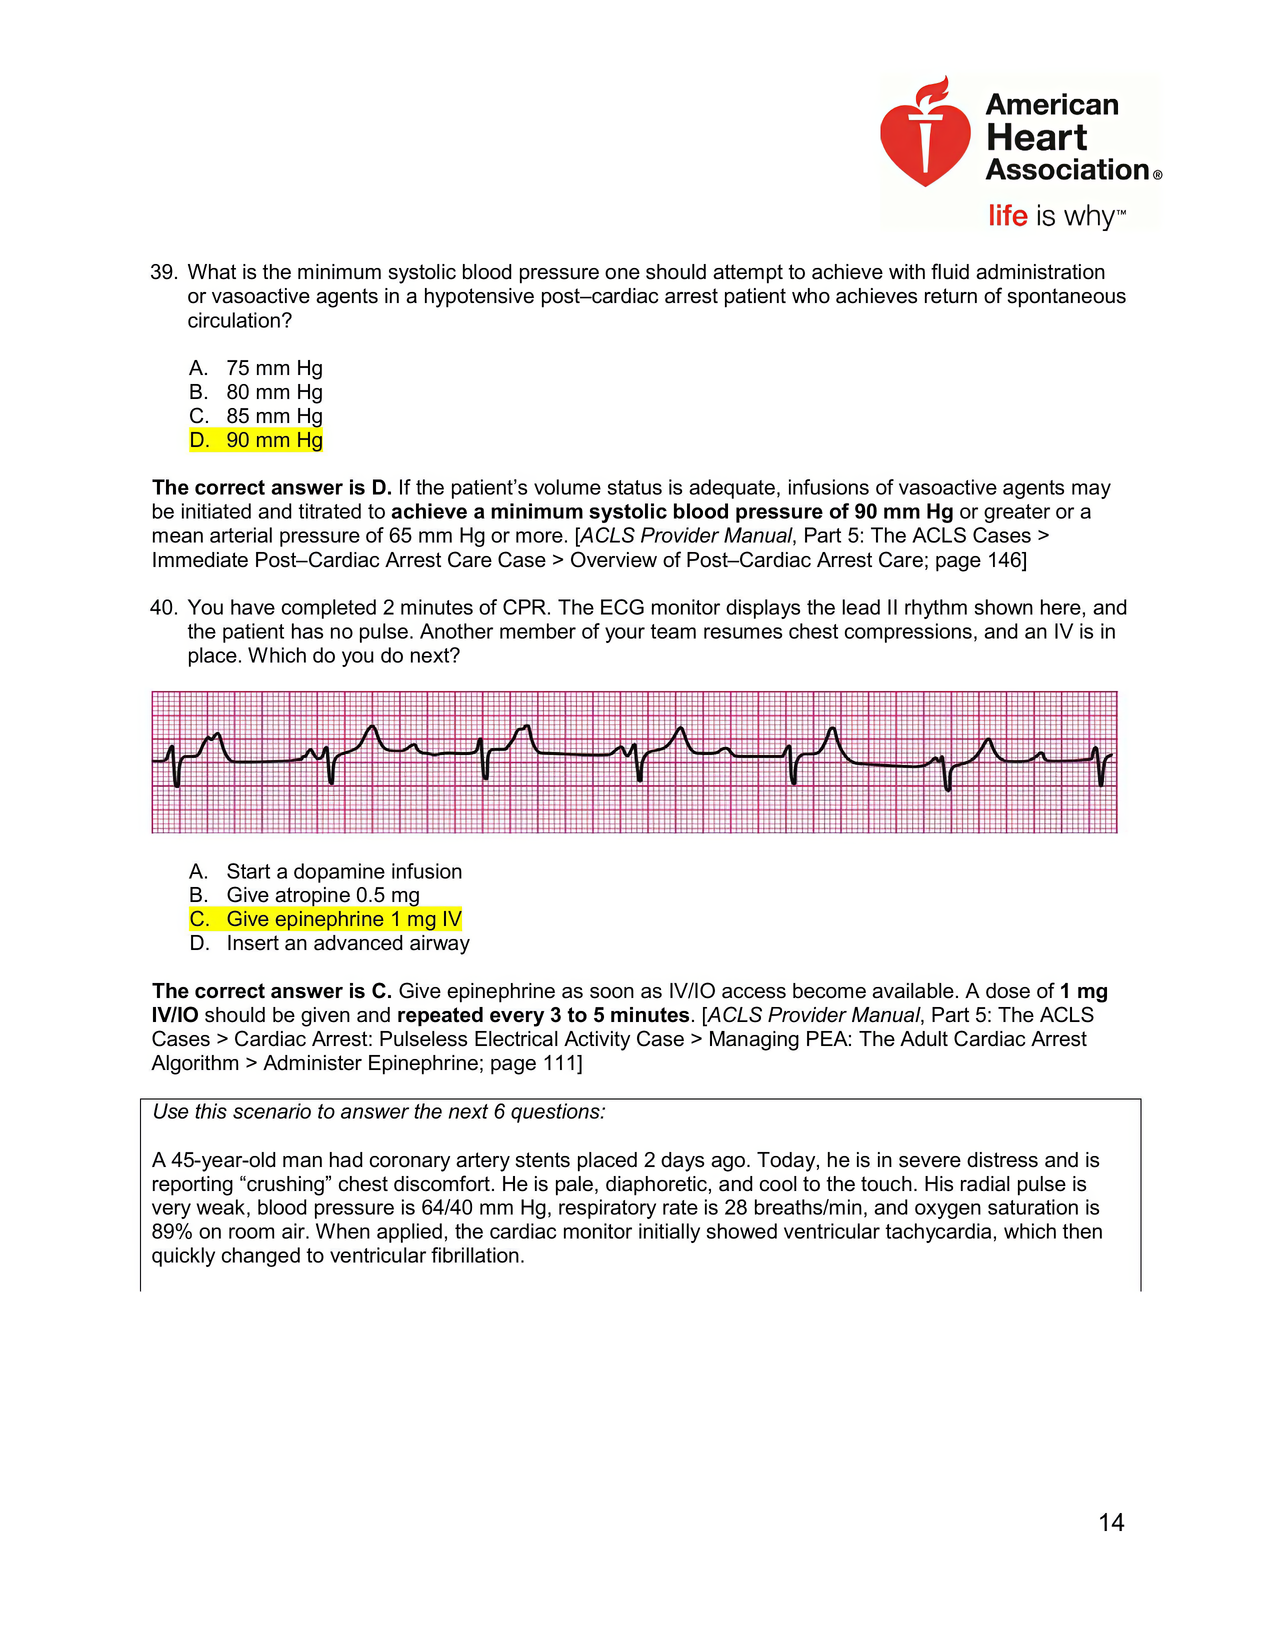 American
Heart
Association®
life is why™
39. What is the minimum systolic blood pressure one should attempt to achieve with fluid administration
or vasoactive agents in a hypotensive post–cardiac arrest patient who achieves return of spontaneous
circulation?
A. 75 mm Hg
B. 80 mm Hg
C. 85 mm Hg
D. 90 mm Hg
The correct answer is D. If the patient’s volume status is adequate, infusions of vasoactive agents may
be initiated and titrated to achieve a minimum systolic blood pressure of 90 mm Hg or greater or a
mean arterial pressure of 65 mm Hg or more. [ACLS Provider Manual, Part 5: The ACLS Cases >
Immediate Post–Cardiac Arrest Care Case > Overview of Post–Cardiac Arrest Care; page 146]
40. You have completed 2 minutes of CPR. The ECG monitor displays the lead II rhythm shown here, and
the patient has no pulse. Another member of your team resumes chest compressions, and an IV is in
place. Which do you do next?
A. Start a dopamine infusion
B. Give atropine 0.5 mg
C. Give epinephrine 1 mg IV
D. Insert an advanced airway
The correct answer is C. Give epinephrine as soon as IV/IO access become available. A dose of 1 mg
IV/IO should be given and repeated every 3 to 5 minutes. [ACLS Provider Manual, Part 5: The ACLS
Cases > Cardiac Arrest: Pulseless Electrical Activity Case > Managing PEA: The Adult Cardiac Arrest
Algorithm > Administer Epinephrine; page 111]
Use this scenario to answer the next 6 questions:
A 45-year-old man had coronary artery stents placed 2 days ago. Today, he is in severe distress and is
reporting “crushing” chest discomfort. He is pale, diaphoretic, and cool to the touch. His radial pulse is
very weak, blood pressure is 64/40 mm Hg, respiratory rate is 28 breaths/min, and oxygen saturation is
89% on room air. When applied, the cardiac monitor initially showed ventricular tachycardia, which then
quickly changed to ventricular fibrillation.
14